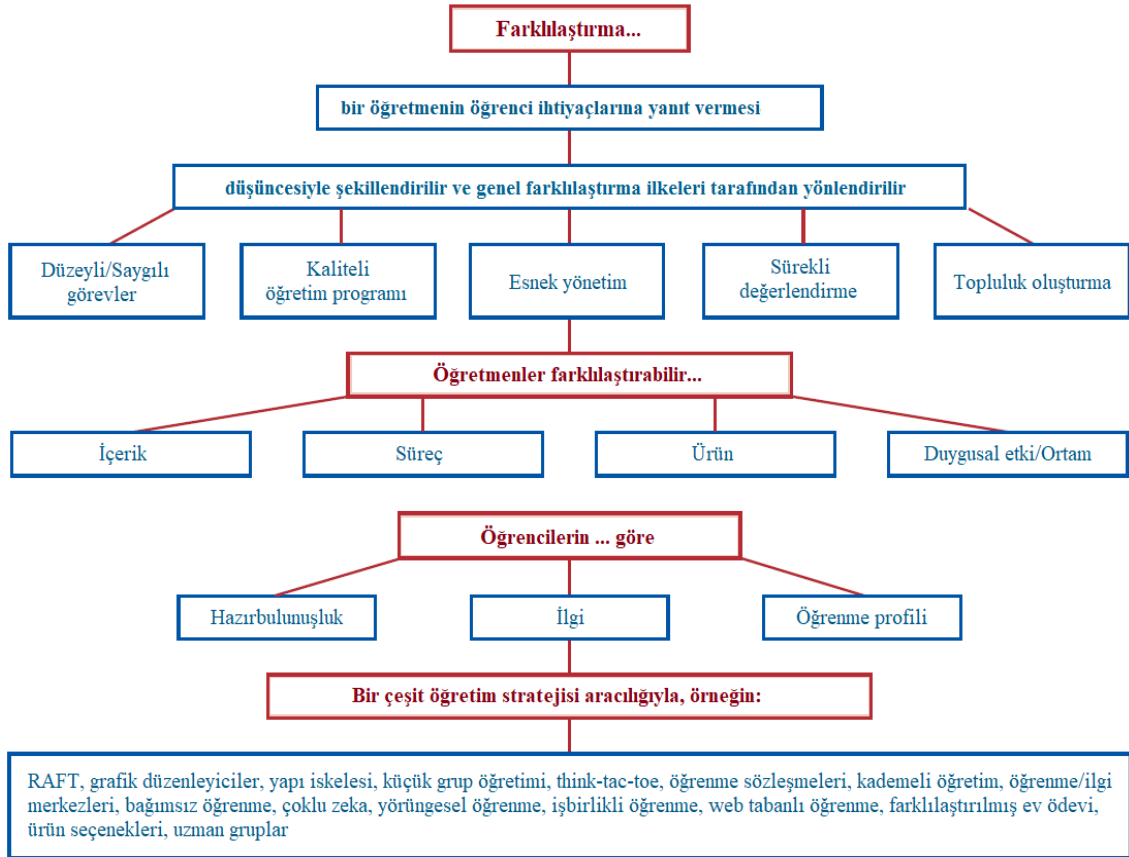 Farklılaştırma...
bir öğretmenin öğrenci ihtiyaçlarına yanıt vermesi
düşüncesiyle şekillendirilir ve genel farklılaştırma ilkeleri tarafından yönlendirilir
Düzeyli/Saygılı
görevler
Kaliteli
öğretim programı
Esnek yönetim
Sürekli
değerlendirme
Topluluk oluşturma
Öğretmenler farklılaştırabilir...
İçerik
Süreç
Ürün
Duygusal etki/Ortam
Öğrencilerin ... göre
Hazırbulunuşluk
İlgi
Öğrenme profili
Bir çeşit öğretim stratejisi aracılığıyla, örneğin:
RAFT, grafik düzenleyiciler, yapı iskelesi, küçük grup öğretimi, think-tac-toe, öğrenme sözleşmeleri, kademeli öğretim, öğrenme/ilgi
merkezleri, bağımsız öğrenme, çoklu zeka, yörüngesel öğrenme, işbirlikli öğrenme, web tabanlı öğrenme, farklılaştırılmış ev ödevi,
ürün seçenekleri, uzman gruplar